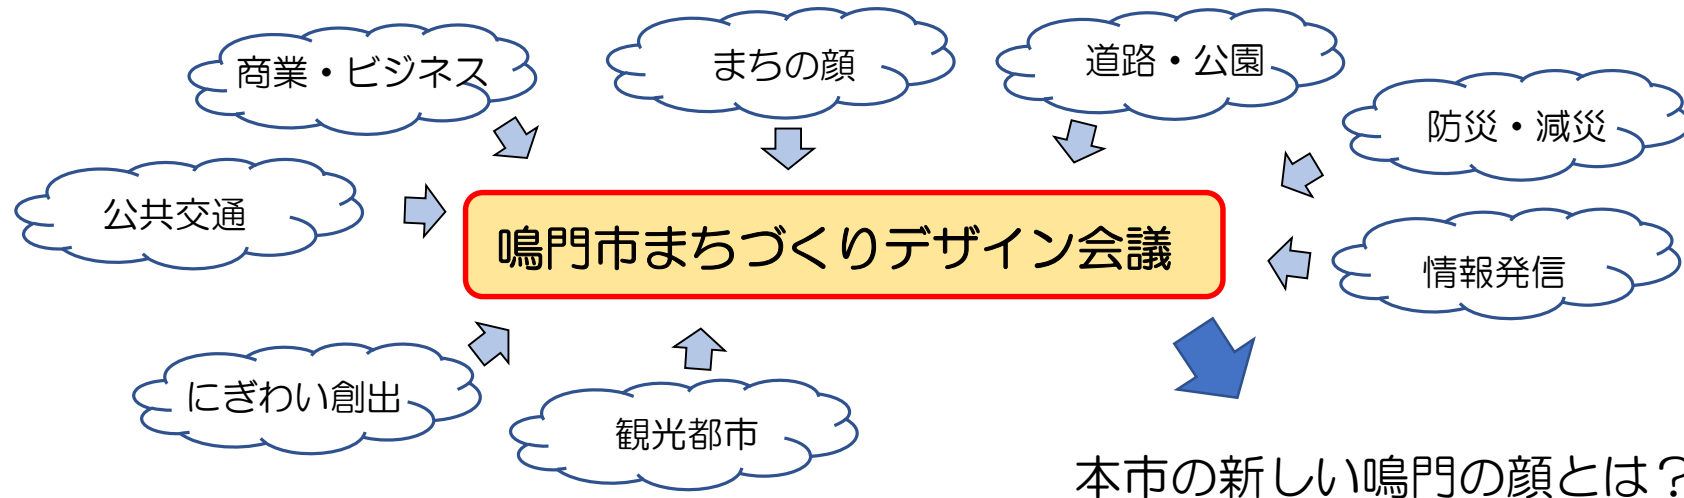 商業・ビジネス
まちの顔
道路・公園
防災・減災
公共交通
鳴門市まちづくりデザイン会議
情報発信
にぎわい創出
観光都市
本市の新しい鳴門の顔とは？